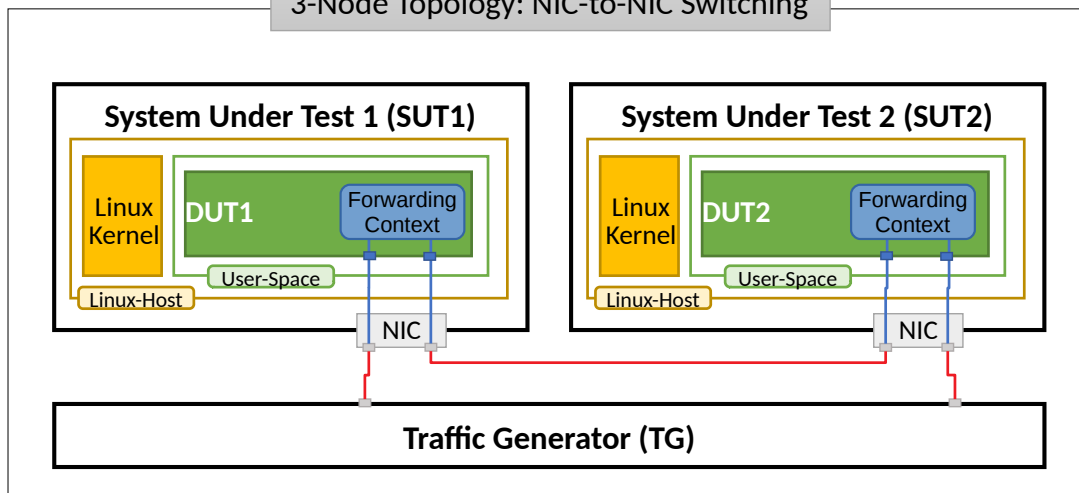 3-Node Topology: NIC-to-NIC Switching
System Under Test 1 (SUT1)
Linux
Kernel
DUT1
Forwarding
Context
User-Space
Linux-Host
NIC
System Under Test 2 (SUT2)
Linux
Kernel
DUT2
Forwarding
Context
User-Space
Linux-Host
NIC
Traffic Generator (TG)